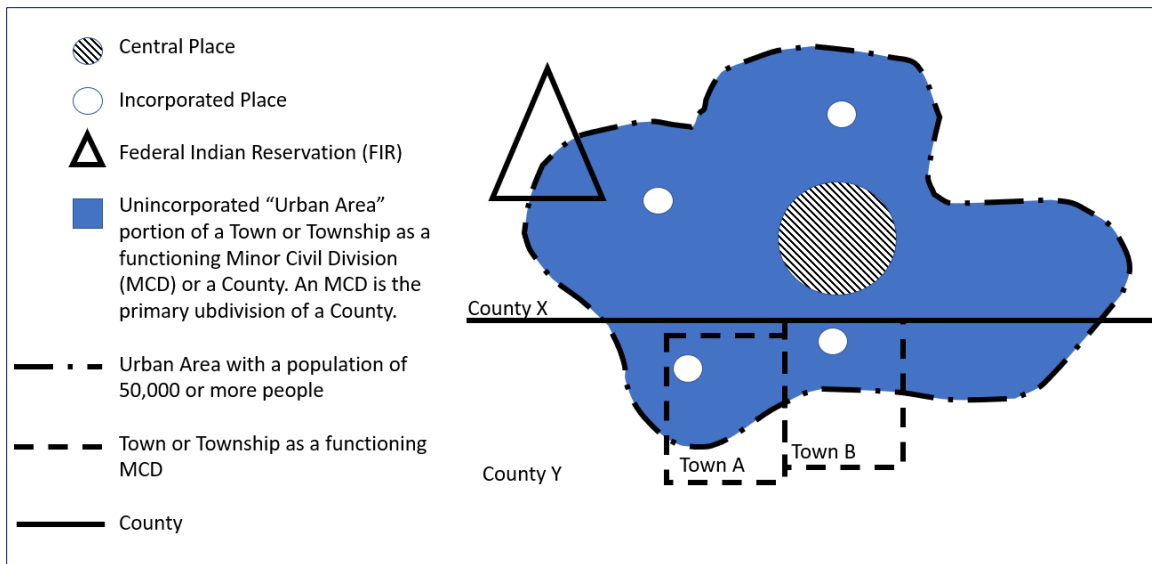 Central Place
Incorporated Place
Federal Indian Reservation (FIR)
Unincorporated “Urban Area”
portion of a Town or Township as a
functioning Minor Civil Division
(MCD) or a County. An MCD is the
primary ubdivision of a County.
Urban Area with a population of
50,000 or more people
Town or Township as a functioning
MCD
County
County X
County Y
Town A
Town B